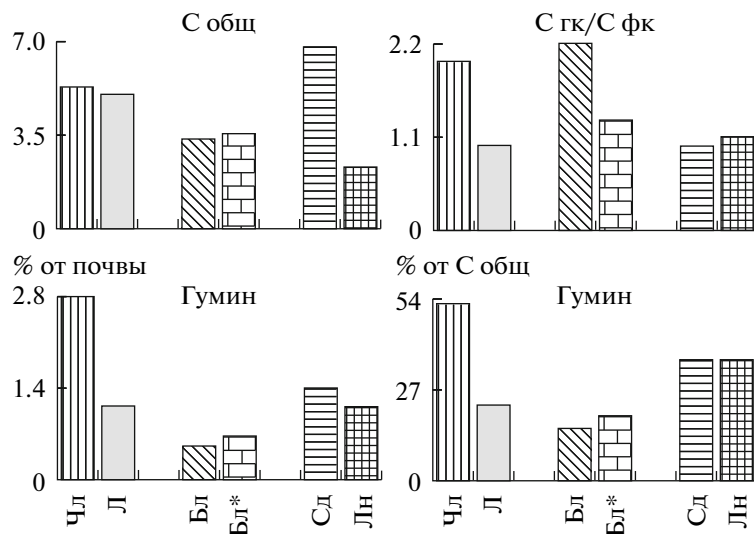 С общ
7.0
3.5
0
С гк/С фк
2.2
1.1
0
% от почвы
Гумин
2.8
1.4
0
Чл
Л
Бл
Бл*
Сд
Лн
% от С общ
Гумин
54
27
0
Чл
Л
Бл
Бл*
Сд
Лн